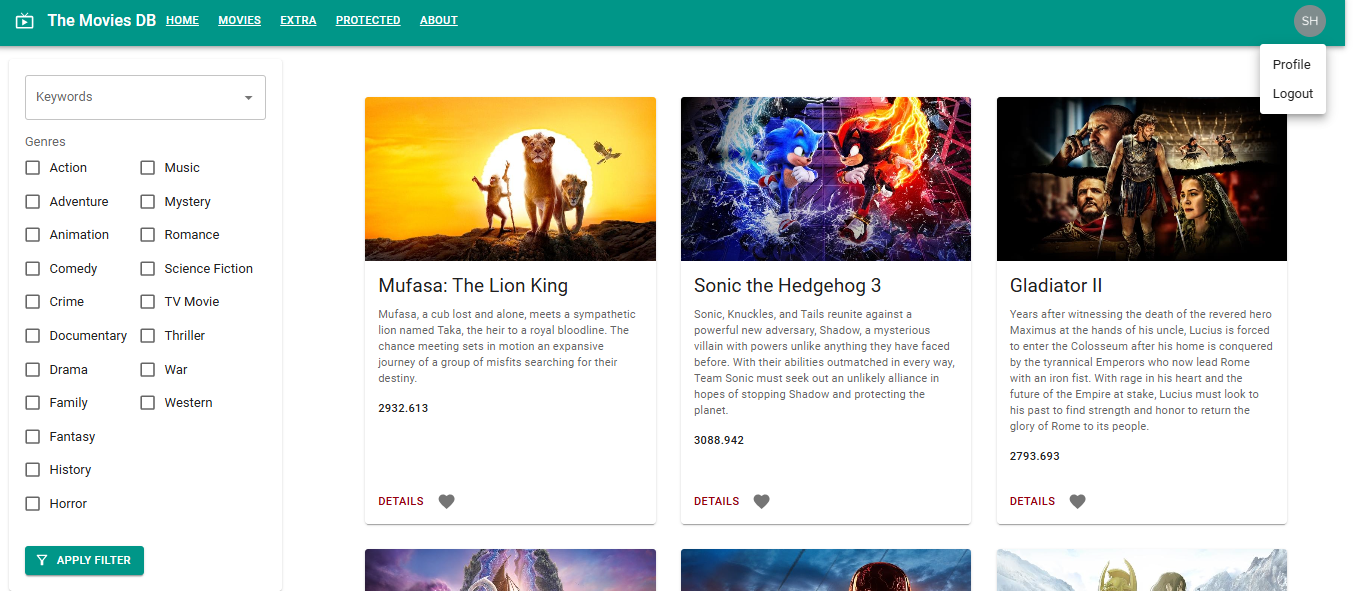 The Movies DB HOME MOVIES EXTRA PROTECTED ABOUT SH
Profile
Logout
Keywords
Genres
Action
Adventure
Animation
Comedy
Crime
Documentary
Drama
Family
Fantasy
History
Horror
Music
Mystery
Romance
Science Fiction
TV Movie
Thriller
War
Western
APPLY FILTER
Mufasa: The Lion King
Mufasa, a cub lost and alone, meets a sympathetic
lion named Taka, the heir to a royal bloodline. The
chance meeting sets in motion an expansive
journey of a group of misfits searching for their
destiny.
2932.613
DETAILS
Sonic the Hedgehog 3
Sonic, Knuckles, and Tails reunite against a
powerful new adversary, Shadow, a mysterious
villain with powers unlike anything they have faced
before. With their abilities outmatched in every way,
Team Sonic must seek out an unlikely alliance in
hopes of stopping Shadow and protecting the
planet.
3088.942
DETAILS
Gladiator II
Years after witnessing the death of the revered hero
Maximus at the hands of his uncle, Lucius is forced
to enter the Colosseum after his home is conquered
by the tyrannical Emperors who now lead Rome
with an iron fist. With rage in his heart and the
future of the Empire at stake, Lucius must look to
his past to find strength and honor to return the
glory of Rome to its people.
2793.693
DETAILS